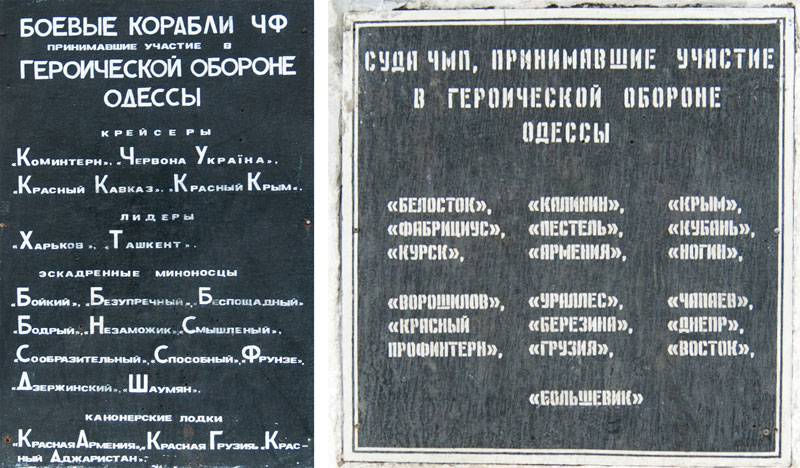 БОЕВЫЕ КОРАБЛИ ЧФ
ПРИНИМАВШИЕ УЧАСТИЕ В
ГЕРОИЧЕСКОЙ ОБОРОНЕ
ОДЕССЫ
КРЕЙСЕРЫ
„Коминтерн„ „Червона Україна„.
„Красный Кавказ„. „Красный Крым„.
ЛИДЕРЫ
„Харьков„. „Ташкент„.
ЭСКАДРЕННЫЕ МИНОНОСЦЫ
„Бойкий„. „Безупречный„. „Беспощадный„
„Бодрый„. „Незаможик„. „Смышленый„.
„Сообразительный„. „Способный„. „Фрунзе„.
„Дзержинский„. „Шаумян„.
КАНОНЕРСКИЕ ЛОДКИ
„Красная Армения„. „Красная Грузия„. „Крас-
ный Аджаристан„.
СУДА ЧМП, ПРИНИМАВШИЕ УЧАСТИЕ
В ГЕРОИЧЕСКОЙ ОБОРОНЕ
ОДЕССЫ
«БЕЛОСТОК», «КАЛИНИН», «КРЫМ»,
«ФАБРИЦИУС», «ПЕСТЕЛЬ», «КУБАНЬ»,
«КУРСК», «АРМЕНИЯ», «НОГИН»,
«ВОРОШИЛОВ», «УРАЛЛЕС», «ЧАПАЕВ»,
«КРАСНЫЙ «БЕРЕЗИНА», «ДНЕПР»,
ПРОФИНТЕРН», «ГРУЗИЯ», «ВОСТОК»,
«БОЛЬШЕВИК»